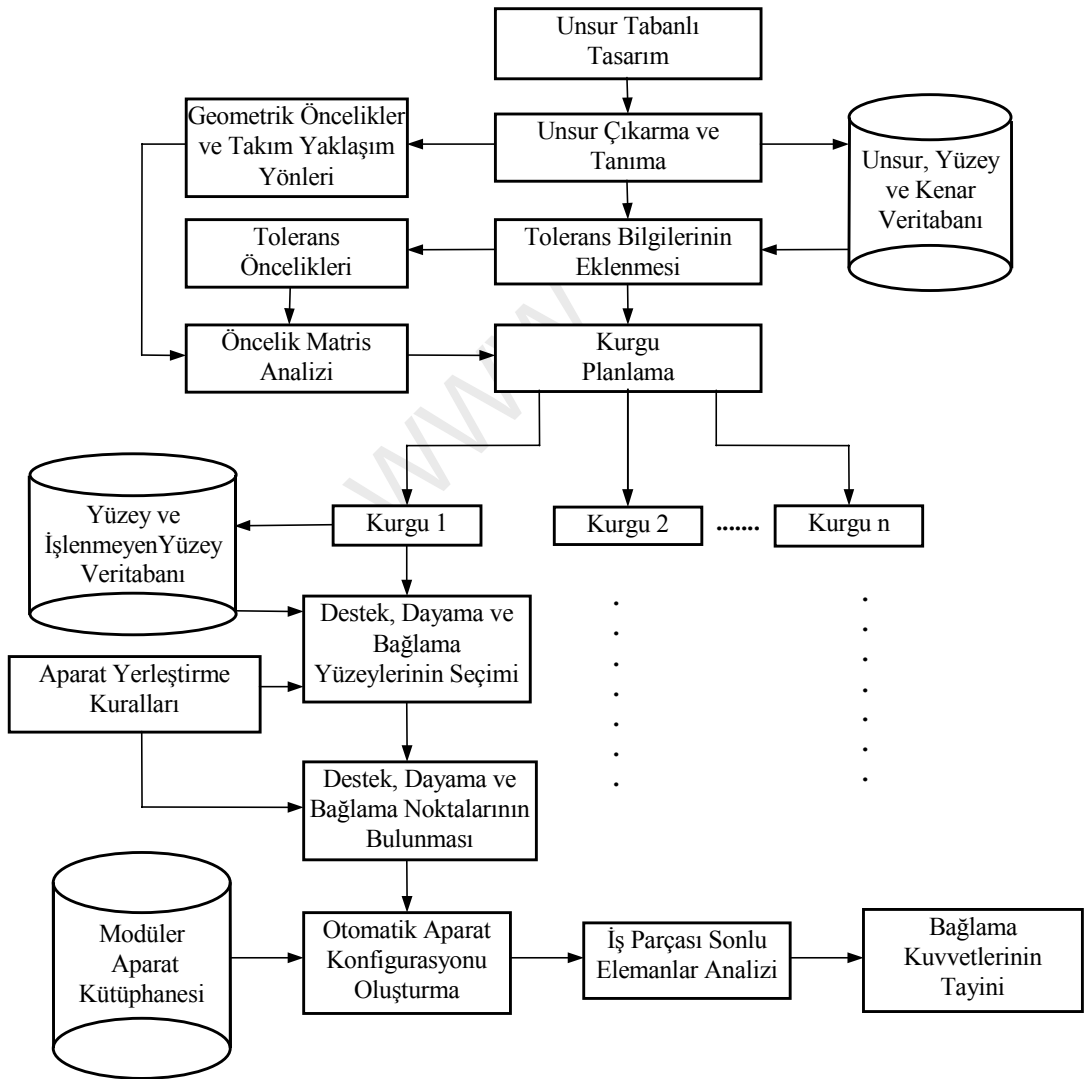 Unsur Tabanlı
Tasarım
Geometrik Öncelikler
ve Takım Yaklaşım
Yönleri
Unsur Çıkarma ve
Tanıma
Unsur, Yüzey
ve Kenar
Veritabanı
Tolerans
Öncelikleri
Tolerans Bilgilerinin
Eklenmesi
Öncelik Matris
Analizi
Kurgu
Planlama
www
Yüzey ve
İşlenmeyenYüzey
Veritabanı
Kurgu 1
Kurgu 2
.......
Kurgu n
Destek, Dayama ve
Bağlama
Yüzeylerinin Seçimi
Aparat Yerleştirme
Kuralları
Destek, Dayama ve
Bağlama Noktalarının
Bulunması
Modüler
Aparat
Kütüphanesi
Otomatik Aparat
Konfigurasyonu
Oluşturma
İş Parçası Sonlu
Elemanlar Analizi
Bağlama
Kuvvetlerinin
Tayini